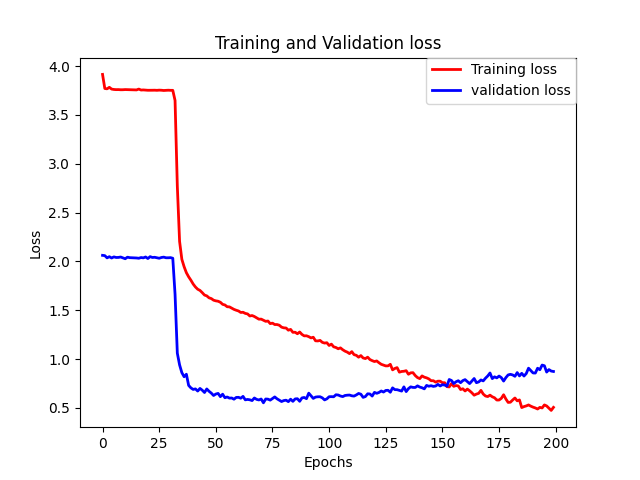 Training and Validation loss
Training loss
validation loss
4.0
3.5
3.0
2.5
2.0
1.5
1.0
0.5
Loss
0 25 50 75 100 125 150 175 200
Epochs